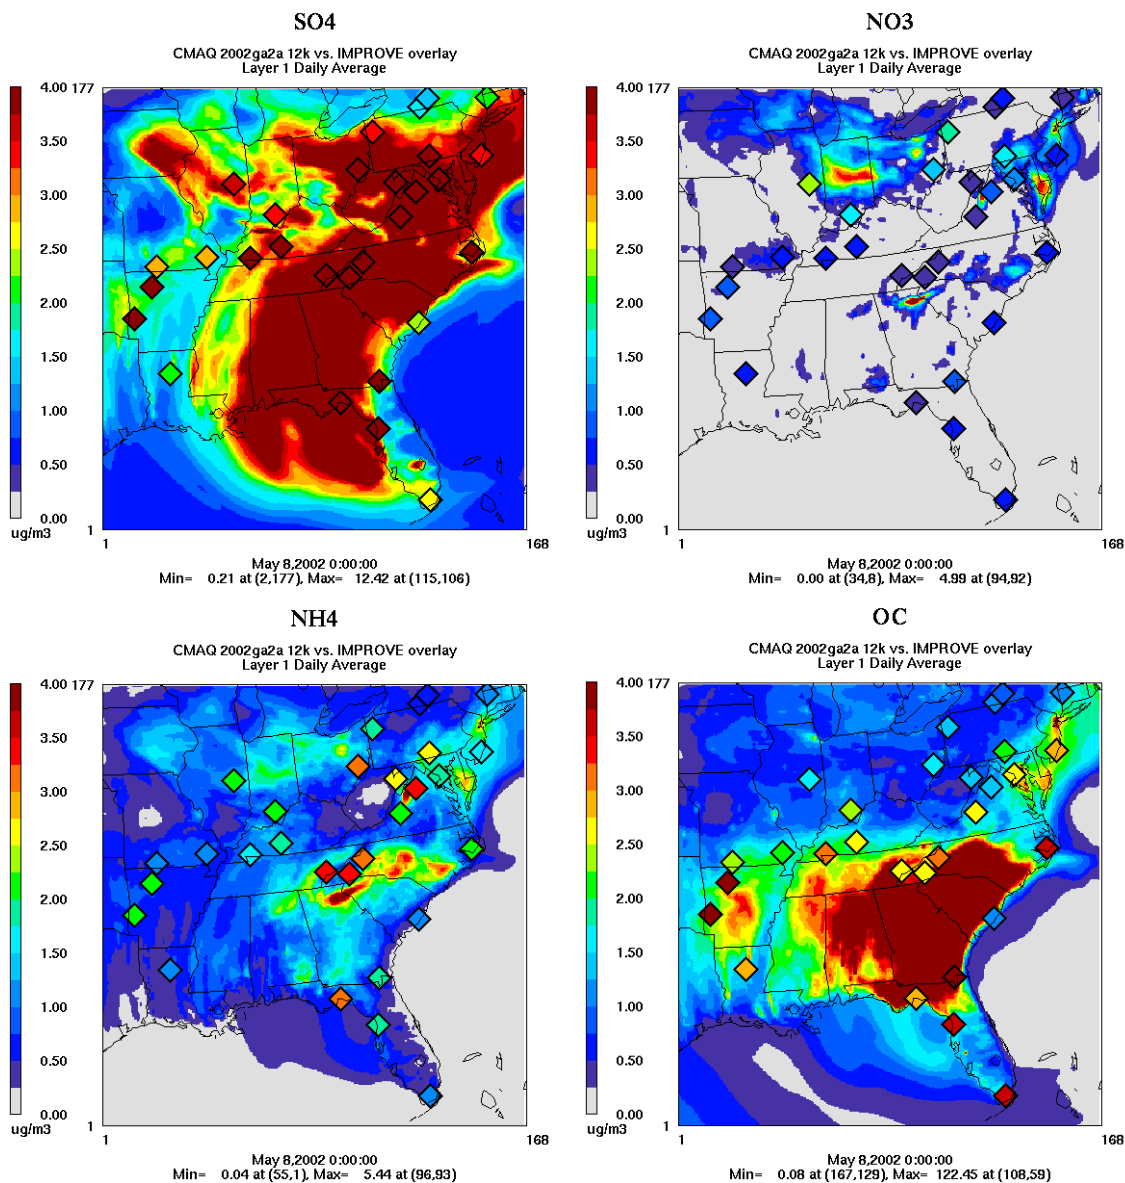 SO4
CMAQ 2002ga2a 12k vs. IMPROVE overlay
Layer 1 Daily Average
4.00 177
3.50
3.00
2.50
2.00
1.50
1.00
0.50
0.00
ug/m3
1
1 168
May 8,2002 0:00:00
Min= 0.21 at (2,177), Max= 12.42 at (115,106)
NO3
CMAQ 2002ga2a 12k vs. IMPROVE overlay
Layer 1 Daily Average
4.00 177
3.50
3.00
2.50
2.00
1.50
1.00
0.50
0.00
ug/m3
1
1 168
May 8,2002 0:00:00
Min= 0.00 at (34,8), Max= 4.99 at (94,92)
NH4
CMAQ 2002ga2a 12k vs. IMPROVE overlay
Layer 1 Daily Average
4.00 177
3.50
3.00
2.50
2.00
1.50
1.00
0.50
0.00
ug/m3
1
1 168
May 8,2002 0:00:00
Min= 0.04 at (55,1), Max= 5.44 at (96,93)
OC
CMAQ 2002ga2a 12k vs. IMPROVE overlay
Layer 1 Daily Average
4.00 177
3.50
3.00
2.50
2.00
1.50
1.00
0.50
0.00
ug/m3
1
1 168
May 8,2002 0:00:00
Min= 0.08 at (167,129), Max= 122.45 at (108,59)